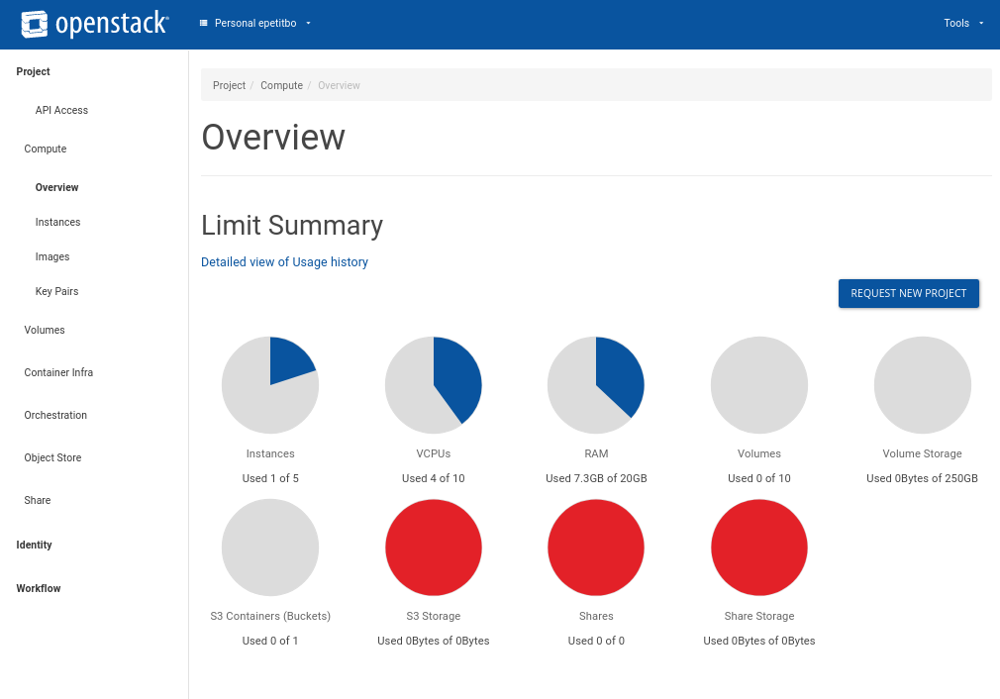 openstack
Personal epetitbo
Tools
Project
API Access
Compute
Overview
Instances
Images
Key Pairs
Volumes
Container Infra
Orchestration
Object Store
Share
Identity
Workflow
Project / Compute / Overview
Overview
Limit Summary
Detailed view of Usage history
REQUEST NEW PROJECT
Instances
Used 1 of 5
VCPUs
Used 4 of 10
RAM
Used 7.3GB of 20GB
Volumes
Used 0 of 10
Volume Storage
Used 0Bytes of 250GB
S3 Containers (Buckets)
Used 0 of 1
S3 Storage
Used 0Bytes of 0Bytes
Shares
Used 0 of 0
Share Storage
Used 0Bytes of 0Bytes